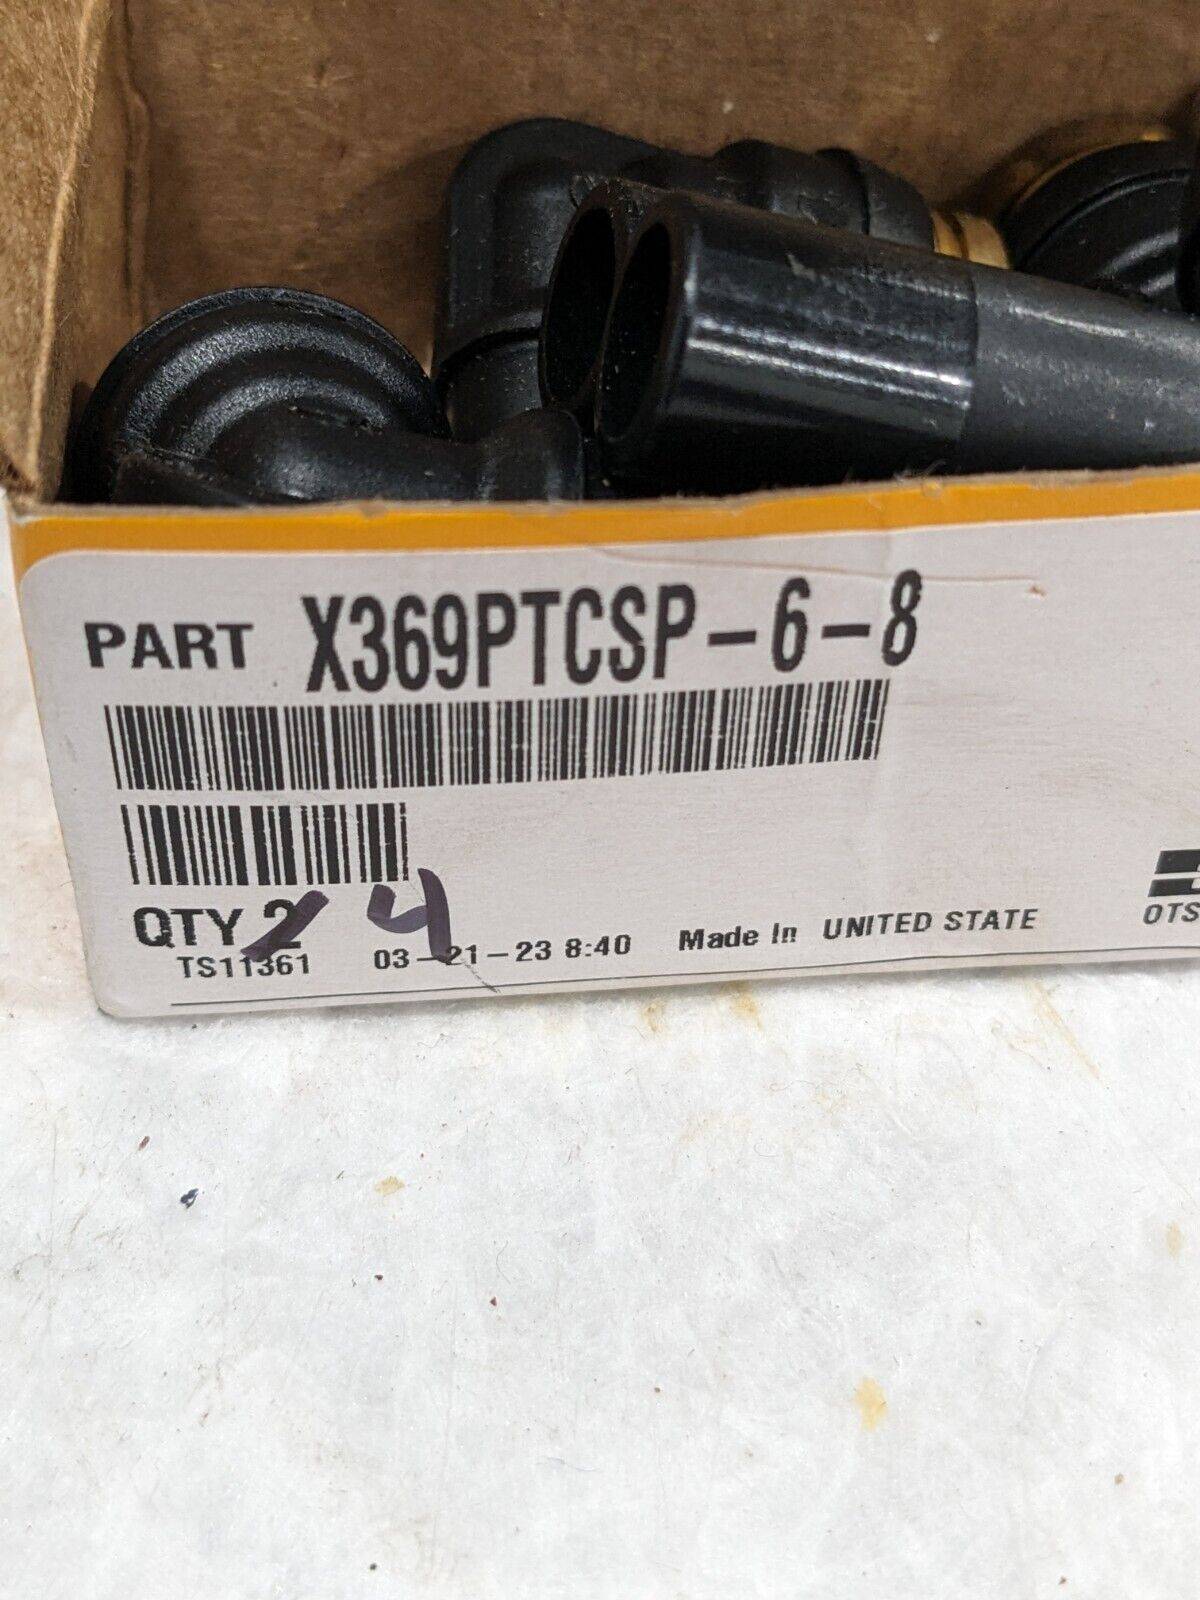 PART X369PTCSP-6-8
QTY 2 4
TS11361 03-21-23 8:40 Made In UNITED STATE
OTS